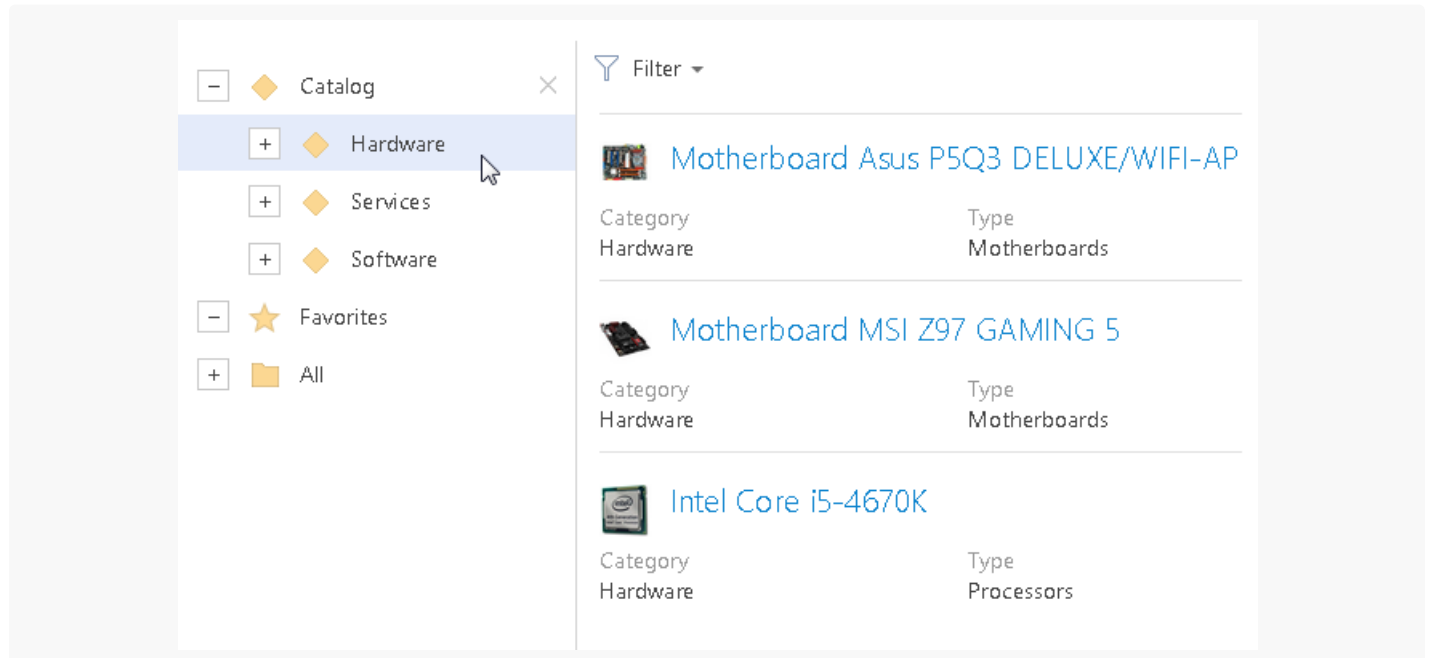 Catalog
Hardware
Services
Software
Favorites
All
Filter
Motherboard Asus P5Q3 DELUXE/WIFI-AP
Category Type
Hardware Motherboards
Motherboard MSI Z97 GAMING 5
Category Type
Hardware Motherboards
Intel Core i5-4670K
Category Type
Hardware Processors